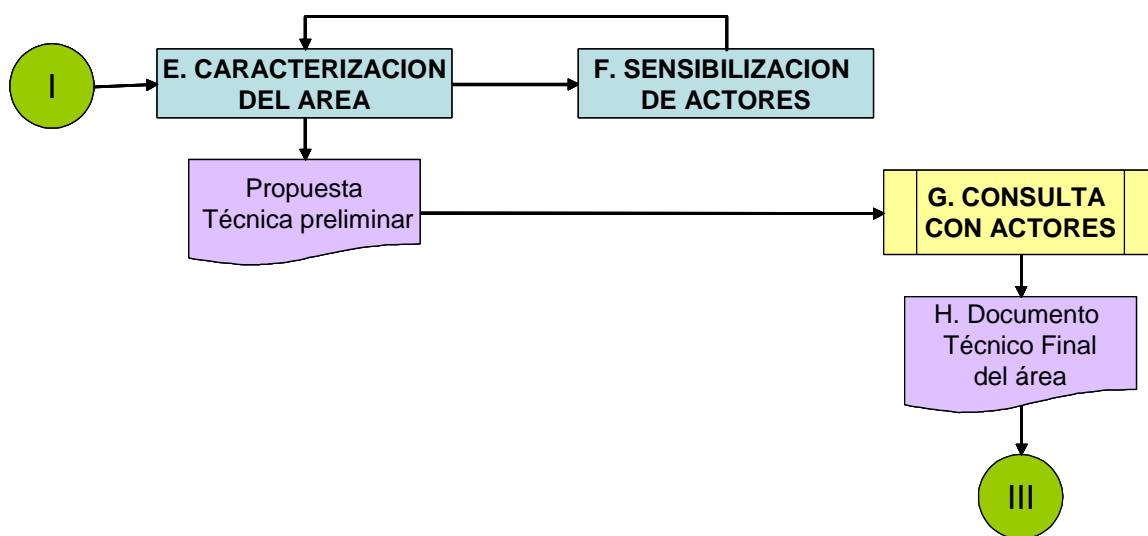 I
E. CARACTERIZACION
DEL AREA
F. SENSIBILIZACION
DE ACTORES
Propuesta
Técnica preliminar
G. CONSULTA
CON ACTORES
H. Documento
Técnico Final
del área
III